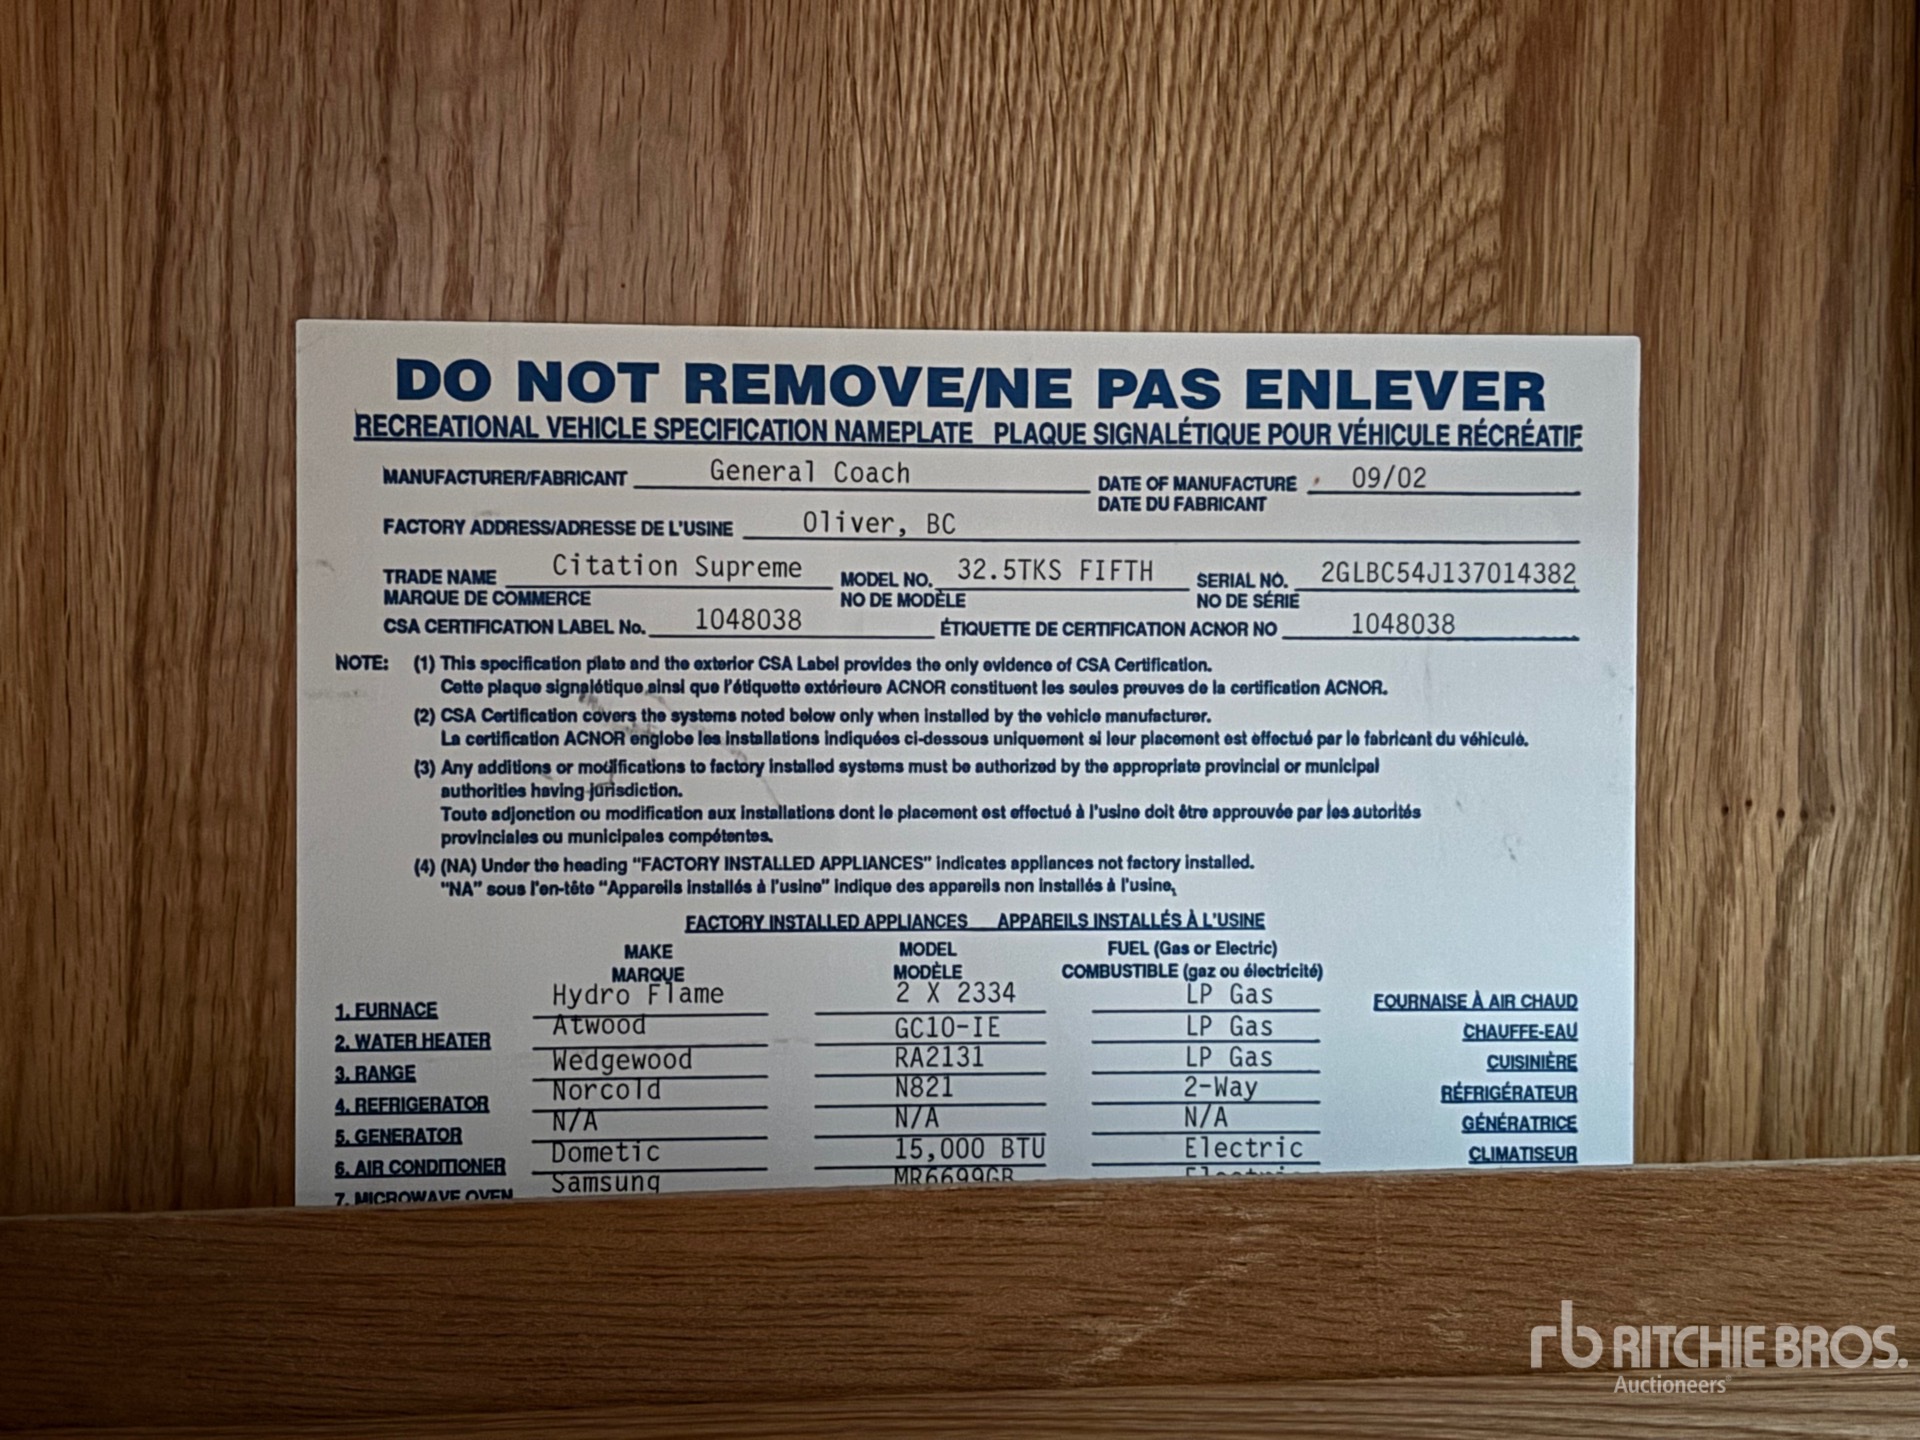 DO NOT REMOVE/NE PAS ENLEVER
RECREATIONAL VEHICLE SPECIFICATION NAMEPLATE PLAQUE SIGNALÉTIQUE POUR VÉHICULE RÉCRÉATIF
MANUFACTURER/FABRICANT General Coach DATE OF MANUFACTURE 09/02
DATE DU FABRICANT
FACTORY ADDRESS/ADRESSE DE L'USINE Oliver, BC
TRADE NAME Citation Supreme MODEL NO. 32.5TKS FIFTH SERIAL NO. 2GLBC54J137014382
MARQUE DE COMMERCE NO DE MODÈLE NO DE SÉRIE
CSA CERTIFICATION LABEL No. 1048038 ÉTIQUETTE DE CERTIFICATION ACNOR NO 1048038
NOTE: (1) This specification plate and the exterior CSA Label provides the only evidence of CSA Certification.
Cette plaque signalétique ainsi que l'étiquette extérieure ACNOR constituent les seules preuves de la certification ACNOR.
(2) CSA Certification covers the systems noted below only when installed by the vehicle manufacturer.
La certification ACNOR englobe les installations indiquées ci-dessous uniquement si leur placement est effectué par le fabricant du véhiculé.
(3) Any additions or modifications to factory installed systems must be authorized by the appropriate provincial or municipal
authorities having jurisdiction.
Toute adjonction ou modification aux installations dont le placement est effectué à l'usine doit être approuvée par les autorités
provinciales ou municipales compétentes.
(4) (NA) Under the heading "FACTORY INSTALLED APPLIANCES" indicates appliances not factory installed.
"NA" sous l'en-tête "Appareils installés à l'usine" indique des appareils non installés à l'usine,
FACTORY INSTALLED APPLIANCES APPAREILS INSTALLÉS À L'USINE
MAKE MODEL FUEL (Gas or Electric)
MARQUE MODÈLE COMBUSTIBLE (gaz ou électricité)
1. FURNACE Hydro Flame 2 X 2334 LP Gas FOURNAISE À AIR CHAUD
2. WATER HEATER Atwood GC10-IE LP Gas CHAUFFE-EAU
3. RANGE Wedgewood RA2131 LP Gas CUISINIÈRE
4. REFRIGERATOR Norcold N821 2-Way RÉFRIGÉRATEUR
5. GENERATOR N/A N/A N/A GÉNÉRATRICE
6. AIR CONDITIONER Dometic 15,000 BTU Electric CLIMATISEUR
7. MICROWAVE OVEN Samsung MR6699GB Electric
rb RITCHIE BROS.
Auctioneers